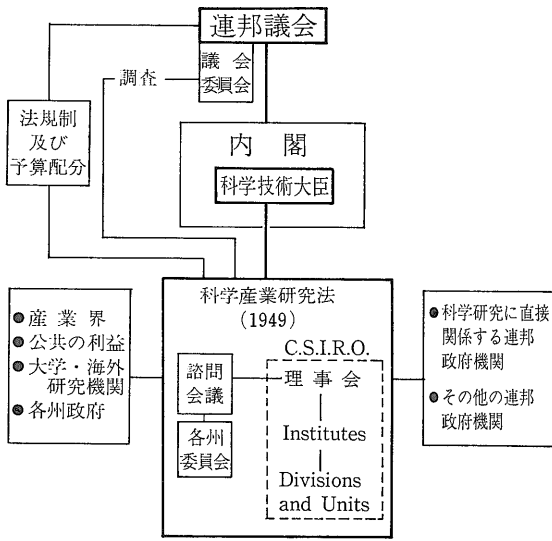 連邦議会
議会
委員会
調査
法規制
及び
予算配分
内閣
科学技術大臣
科学産業研究法
(1949)
● 産業界
● 公共の利益
● 大学・海外
研究機関
● 各州政府
諮問
会議
各州
委員会
C.S.I.R.O.
理事会
Institutes
Divisions
and Units
● 科学研究に直接
関係する連邦
政府機関
● その他の連邦
政府機関